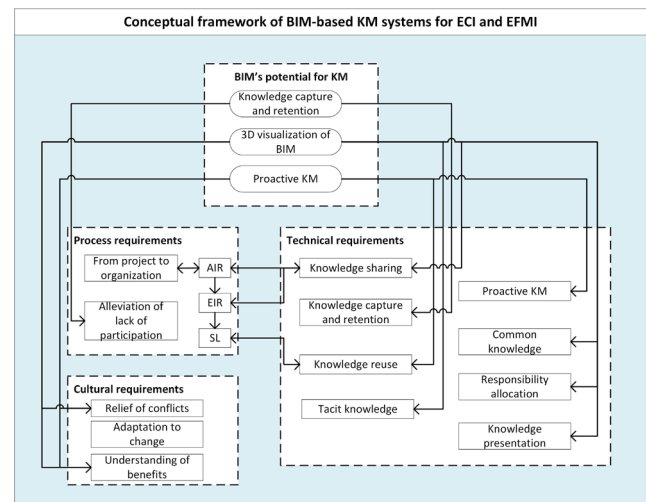 Conceptual framework of BIM-based KM systems for ECI and EFMI
BIM's potential for KM
Knowledge capture
and retention
3D visualization of
BIM
Proactive KM
Process requirements
From project to
organization
AIR
EIR
Alleviation of
lack of
participation
SL
Technical requirements
Knowledge sharing
Knowledge capture
and retention
Knowledge reuse
Tacit knowledge
Proactive KM
Common
knowledge
Responsibility
allocation
Knowledge
presentation
Cultural requirements
Relief of conflicts
Adaptation to
change
Understanding of
benefits